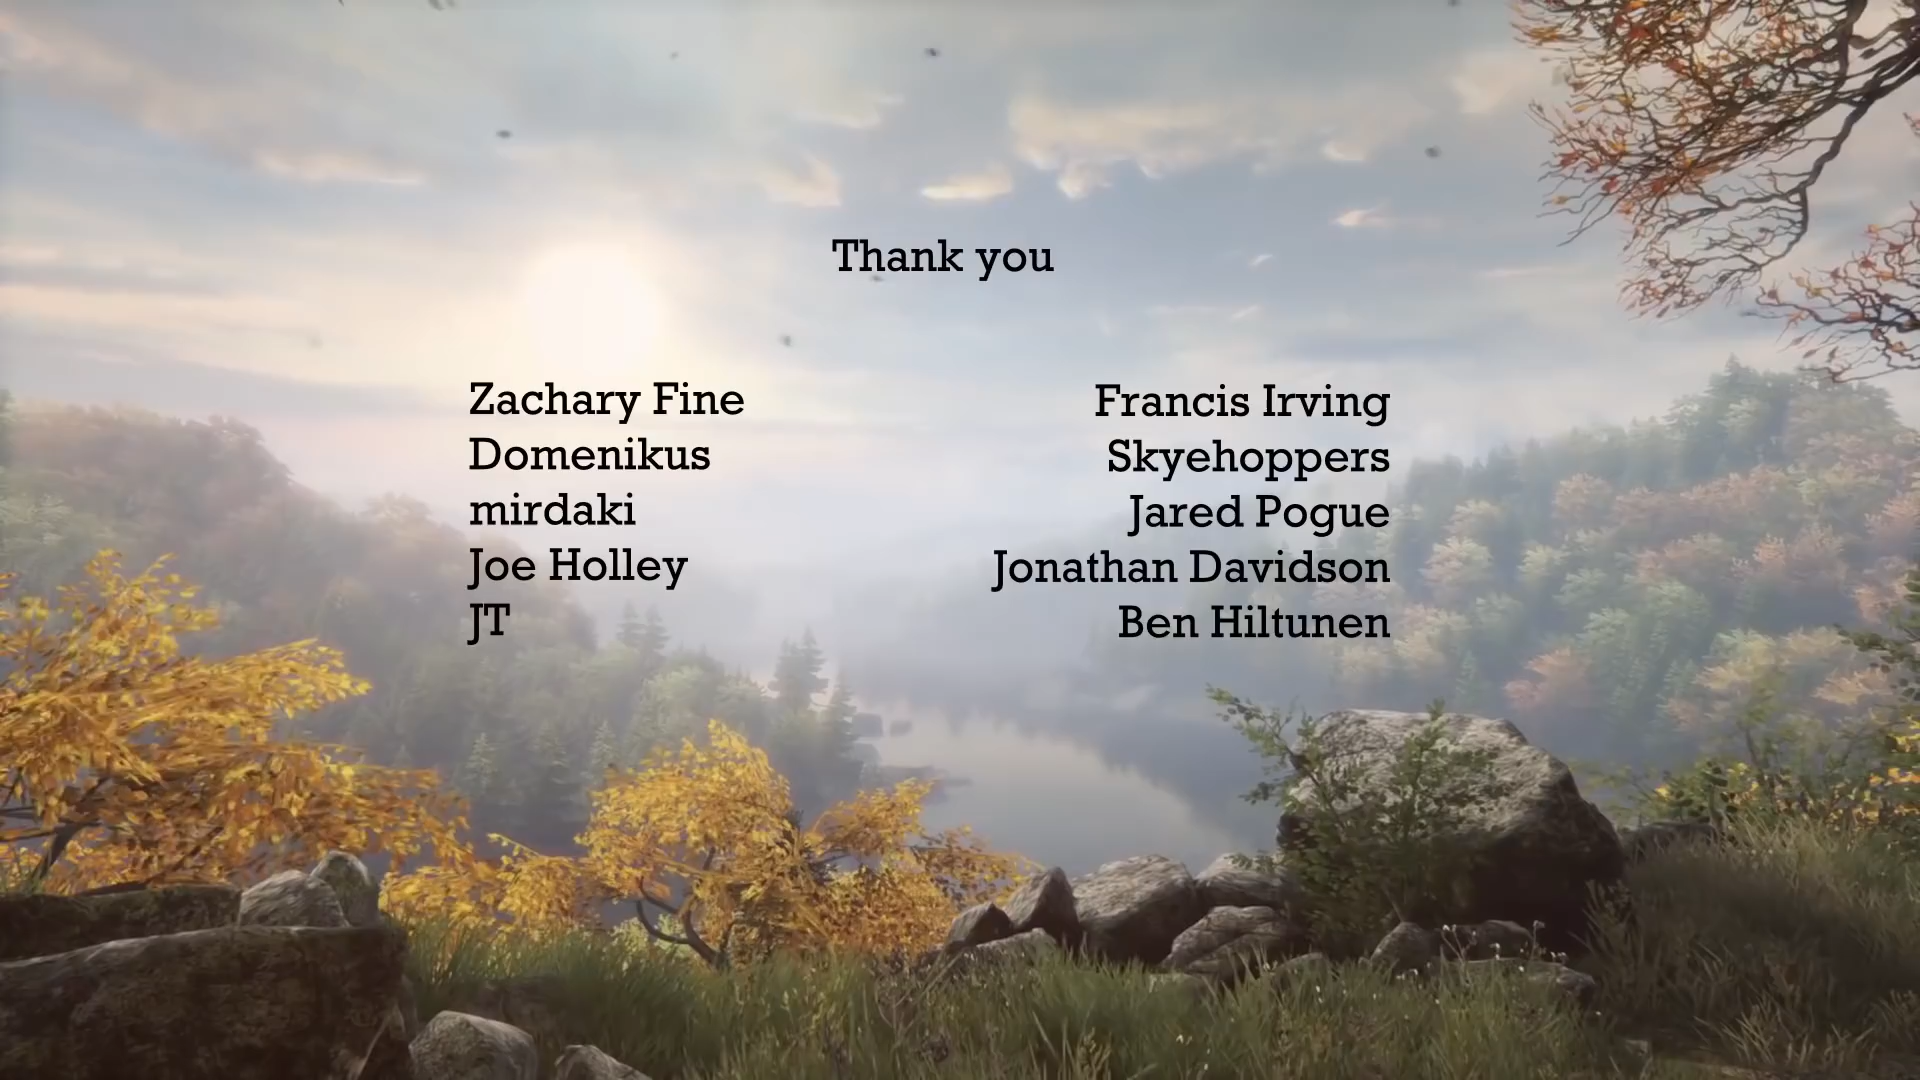 Thank you
Zachary Fine
Domenikus
mirdaki
Joe Holley
JT
Francis Irving
Skyehoppers
Jared Pogue
Jonathan Davidson
Ben Hiltunen